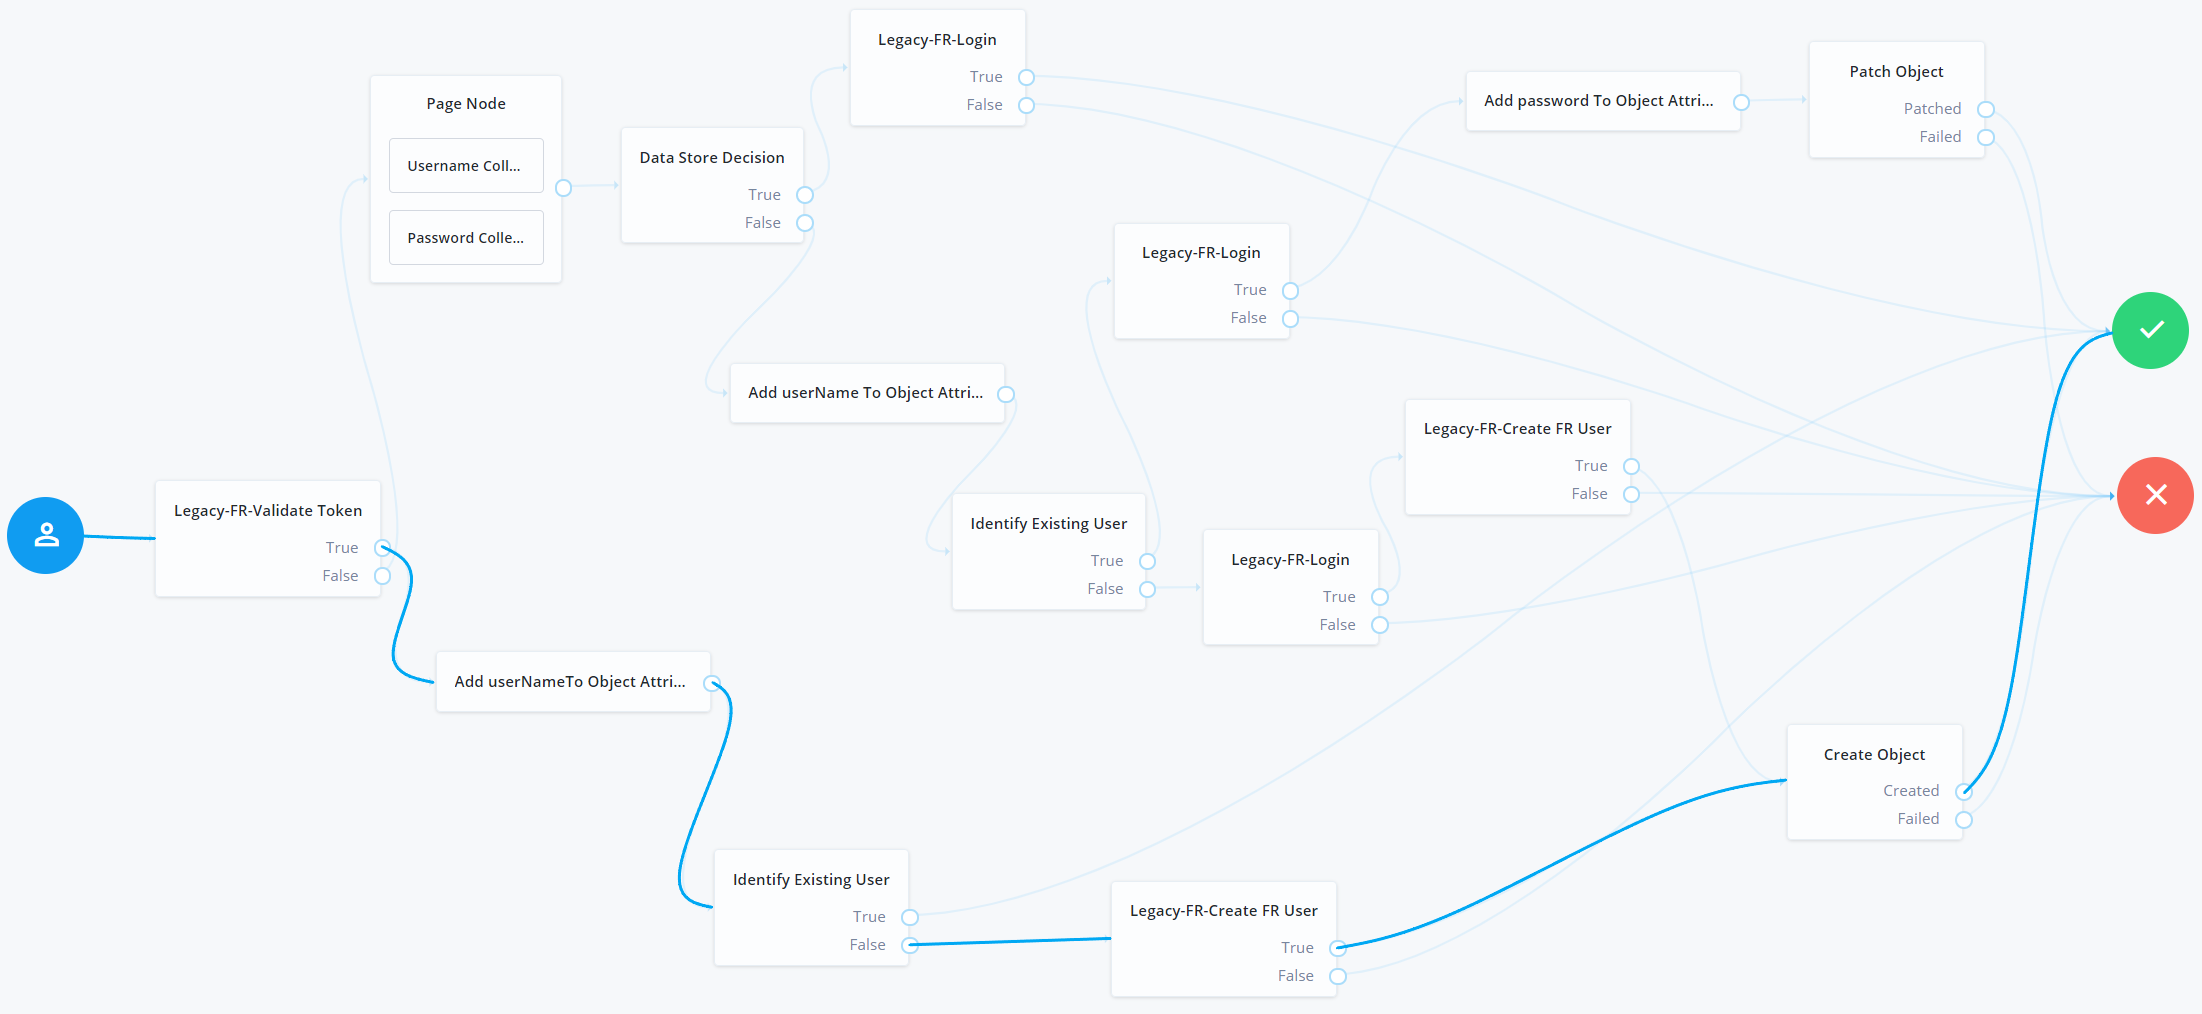 Legacy-FR-Login
True
False
Page Node
Username Coll...
Password Colle...
Data Store Decision
True
False
Add password To Object Attri...
Patch Object
Patched
Failed
Legacy-FR-Login
True
False
Add userName To Object Attri...
Legacy-FR-Create FR User
True
False
Legacy-FR-Validate Token
True
False
Identify Existing User
True
False
Legacy-FR-Login
True
False
Add userNameTo Object Attri...
Create Object
Created
Failed
Identify Existing User
True
False
Legacy-FR-Create FR User
True
False